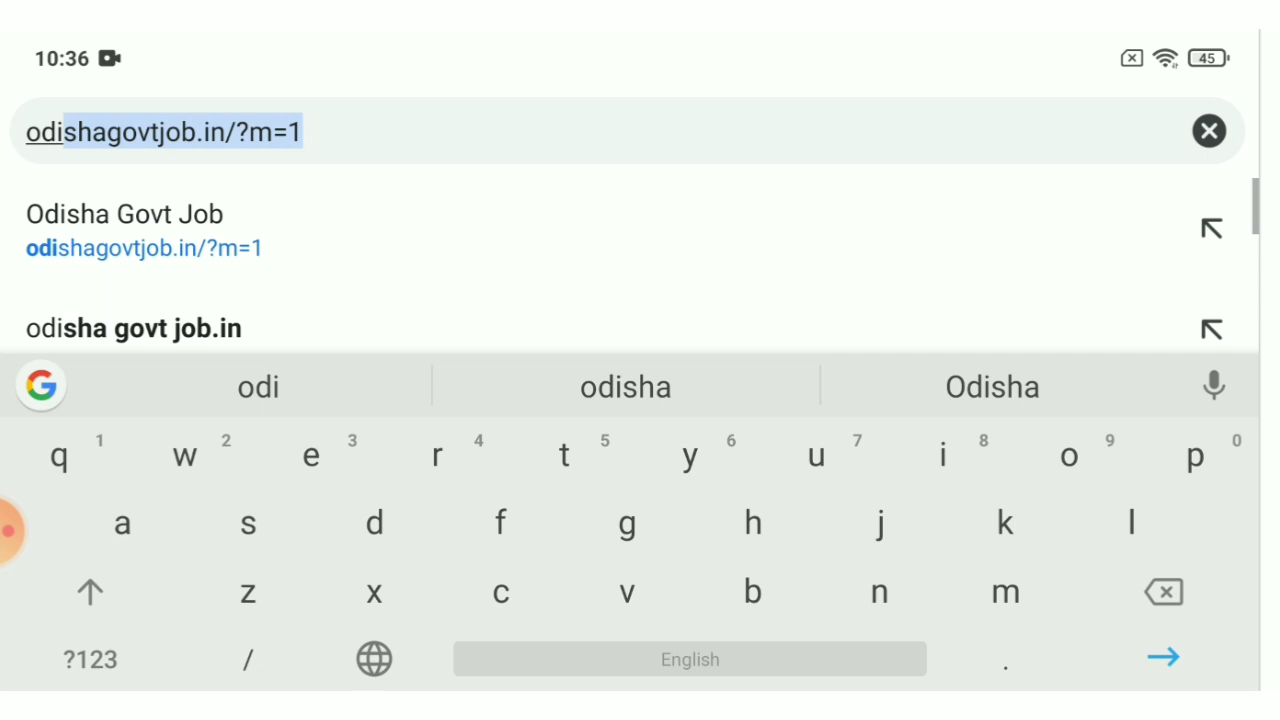 10:36 45
odishagovtjob.in/?m=1
Odisha Govt Job
odishagovtjob.in/?m=1
odisha govt job.in
odi odisha Odisha
q 1 w 2 e 3 r 4 t 5 y 6 u 7 i 8 o 9 p 0
a s d f g h j k l
z x c v b n m
?123 / English .